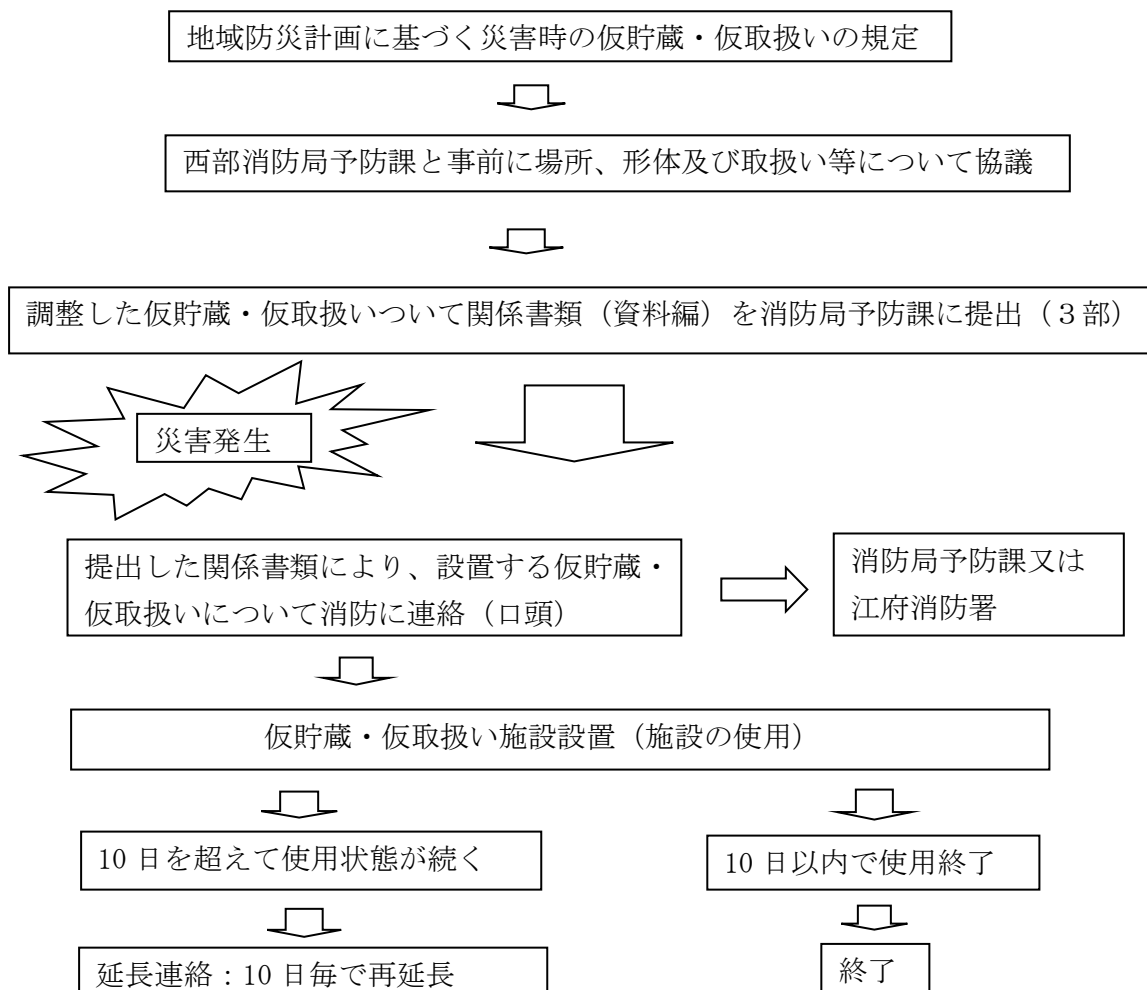 地域防災計画に基づく災害時の仮貯蔵・仮取扱いの規定
西部消防局予防課と事前に場所、形体及び取扱い等について協議
調整した仮貯蔵・仮取扱いついて関係書類（資料編）を消防局予防課に提出（３部）
災害発生
提出した関係書類により、設置する仮貯蔵・
仮取扱いについて消防に連絡（口頭）
消防局予防課又は
江府消防署
仮貯蔵・仮取扱い施設設置（施設の使用）
10 日を超えて使用状態が続く
10 日以内で使用終了
延長連絡：10 日毎で再延長
終了